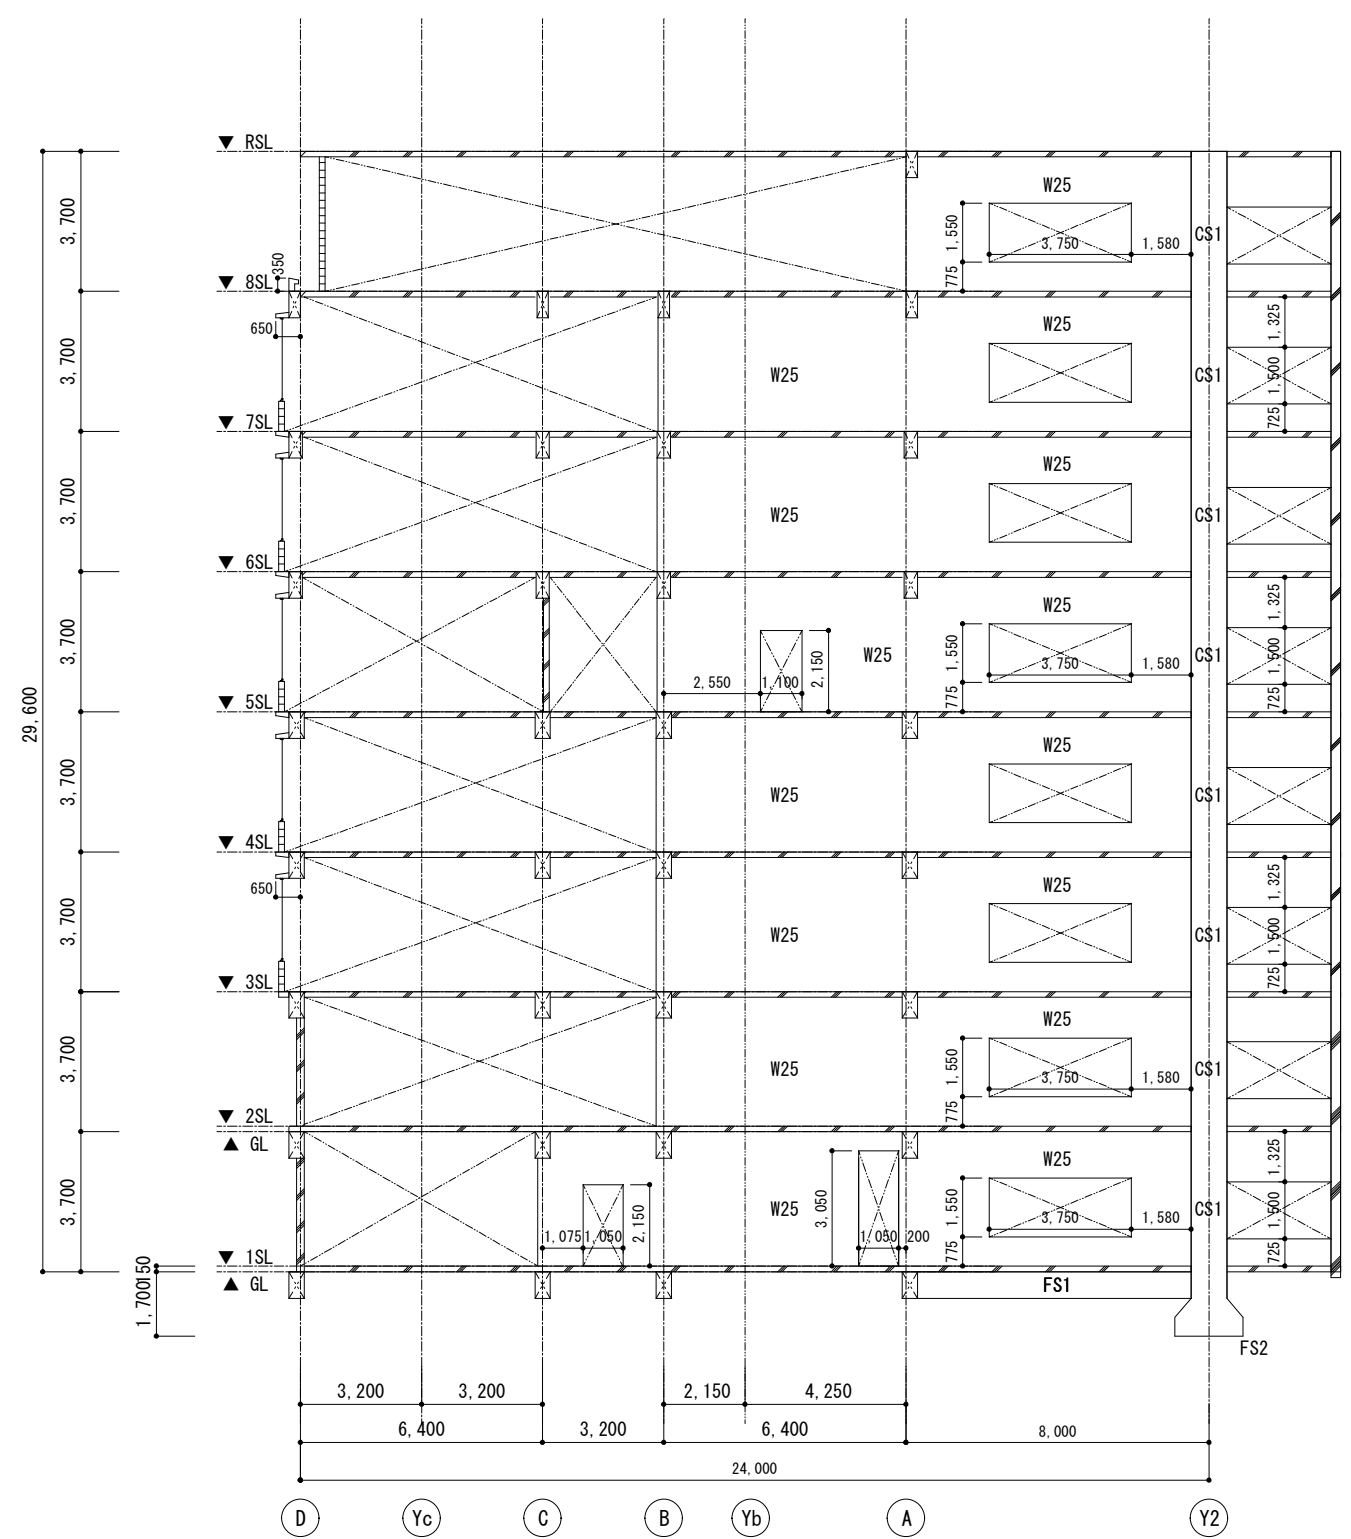 RSL
W25
3,700
1,550
3,750
1,580
CS1
350
775
8SL
650
W25
1,325
3,700
W25
CS1
1,500
725
7SL
W25
3,700
W25
CS1
6SL
W25
1,325
3,700
2,150
W25
1,550
3,750
1,580
CS1
1,500
2,550
1,100
775
725
5SL
29,600
W25
3,700
W25
CS1
4SL
650
W25
1,325
3,700
W25
CS1
1,500
725
3SL
W25
3,700
W25
1,550
3,750
1,580
CS1
775
2SL
GL
W25
1,325
3,700
2,150
W25
3,050
1,550
3,750
1,580
CS1
1,500
1,075
1,050
1,050
200
775
725
1SL
150
GL
FS1
1,700
FS2
3,200
3,200
2,150
4,250
6,400
3,200
6,400
8,000
24,000
D
Yc
C
B
Yb
A
Y2